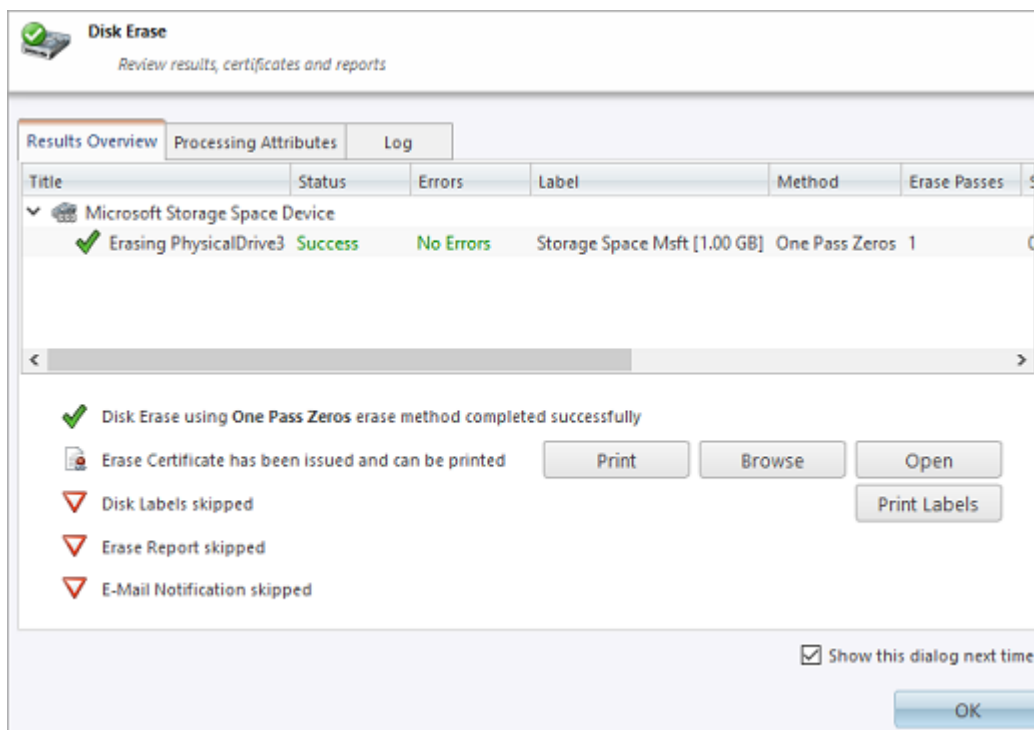 Disk Erase
Review results, certificates and reports
Results Overview Processing Attributes Log
Title Status Errors Label Method Erase Passes
Microsoft Storage Space Device
Erasing PhysicalDrive3 Success No Errors Storage Space Msft [1.00 GB] One Pass Zeros 1
Disk Erase using One Pass Zeros erase method completed successfully
Erase Certificate has been issued and can be printed Print Browse Open
Disk Labels skipped Print Labels
Erase Report skipped
E-Mail Notification skipped
Show this dialog next time
OK